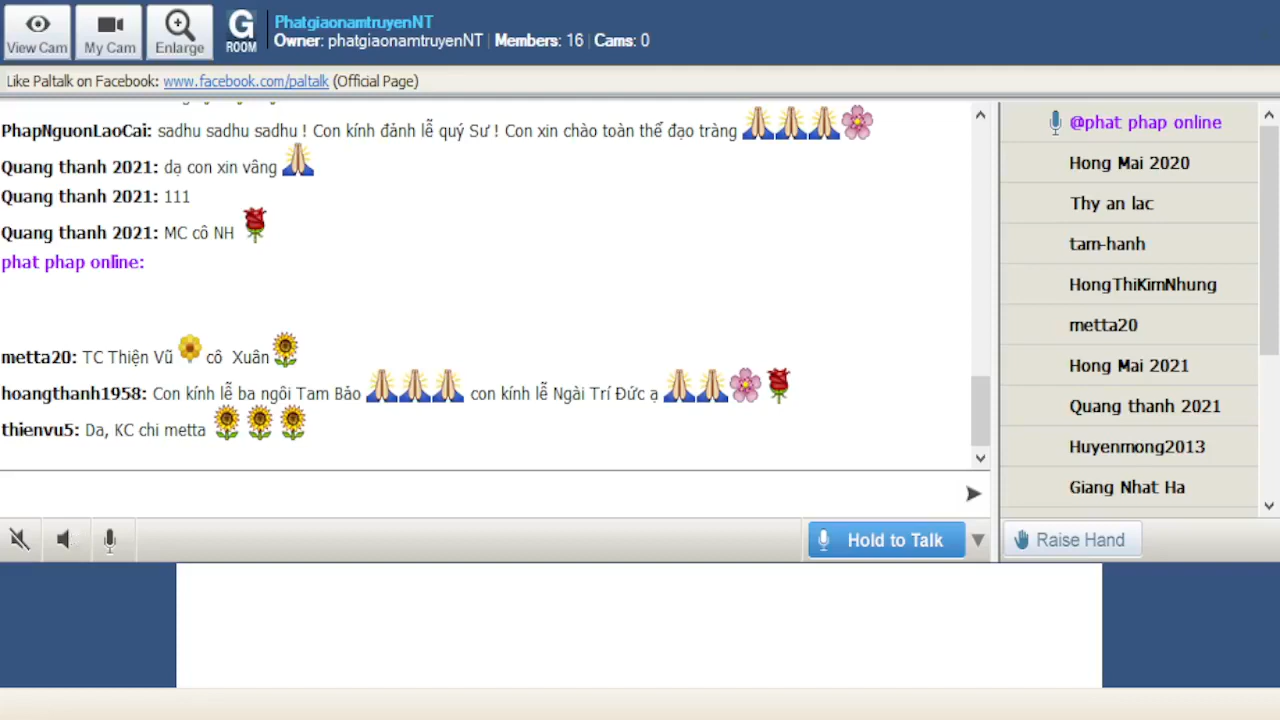 PhatgiaonamtruyenNT
Owner: phatgiaonamtruyenNT | Members: 16 | Cams: 0
View Cam
My Cam
Enlarge
G
ROOM
Like Paltalk on Facebook: www.facebook.com/paltalk (Official Page)
PhapNguonLaoCai: sadhu sadhu sadhu ! Con kính đảnh lễ quý Sư ! Con xin chào toàn thể đạo tràng
Quang thanh 2021: dạ con xin vâng
Quang thanh 2021: 111
Quang thanh 2021: MC cô NH
phat phap online:
metta20: TC Thiện Vũ cô Xuân
hoangthanh1958: Con kính lễ ba ngôi Tam Bảo con kính lễ Ngài Trí Đức ạ
thienvu5: Da, KC chi metta
@phat phap online
Hong Mai 2020
Thy an lac
tam-hanh
HongThiKimNhung
metta20
Hong Mai 2021
Quang thanh 2021
Huyenmong2013
Giang Nhat Ha
Hold to Talk
Raise Hand